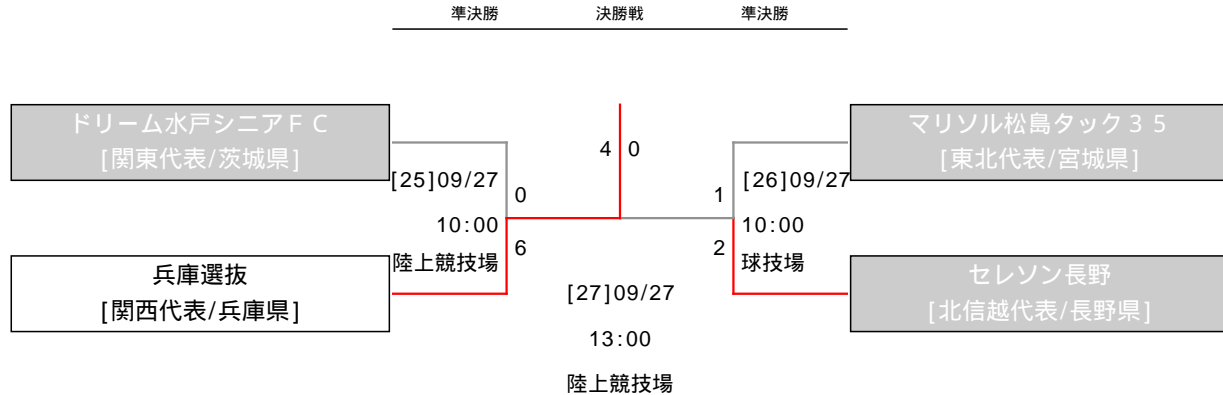 準決勝 決勝戦 準決勝
ドリーム水戸シニアＦＣ
[関東代表/茨城県]
マリソル松島タック３５
[東北代表/宮城県]
4 0
[25]09/27
0
10:00
6
陸上競技場
1
[26]09/27
10:00
2
球技場
兵庫選抜
[関西代表/兵庫県]
セレソン長野
[北信越代表/長野県]
[27]09/27
13:00
陸上競技場